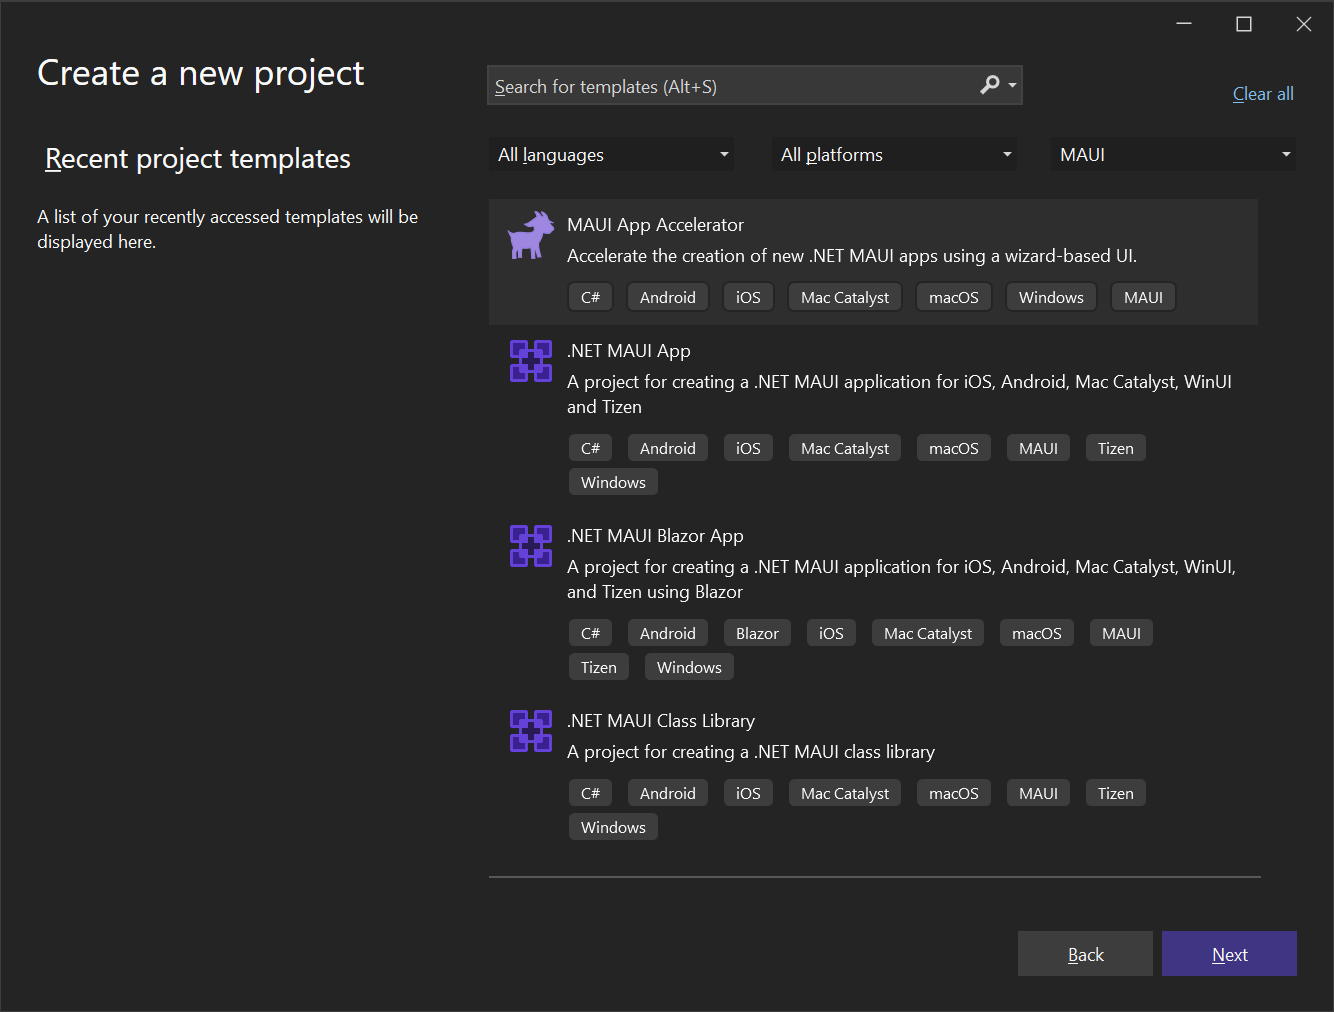 Create a new project
Search for templates (Alt+S)
Clear all
Recent project templates
All languages
All platforms
MAUI
A list of your recently accessed templates will be
displayed here.
MAUI App Accelerator
Accelerate the creation of new .NET MAUI apps using a wizard-based UI.
C# Android iOS Mac Catalyst macOS Windows MAUI
.NET MAUI App
A project for creating a .NET MAUI application for iOS, Android, Mac Catalyst, WinUI
and Tizen
C# Android iOS Mac Catalyst macOS MAUI Tizen
Windows
.NET MAUI Blazor App
A project for creating a .NET MAUI application for iOS, Android, Mac Catalyst, WinUI,
and Tizen using Blazor
C# Android Blazor iOS Mac Catalyst macOS MAUI
Tizen Windows
.NET MAUI Class Library
A project for creating a .NET MAUI class library
C# Android iOS Mac Catalyst macOS MAUI Tizen
Windows
Back
Next